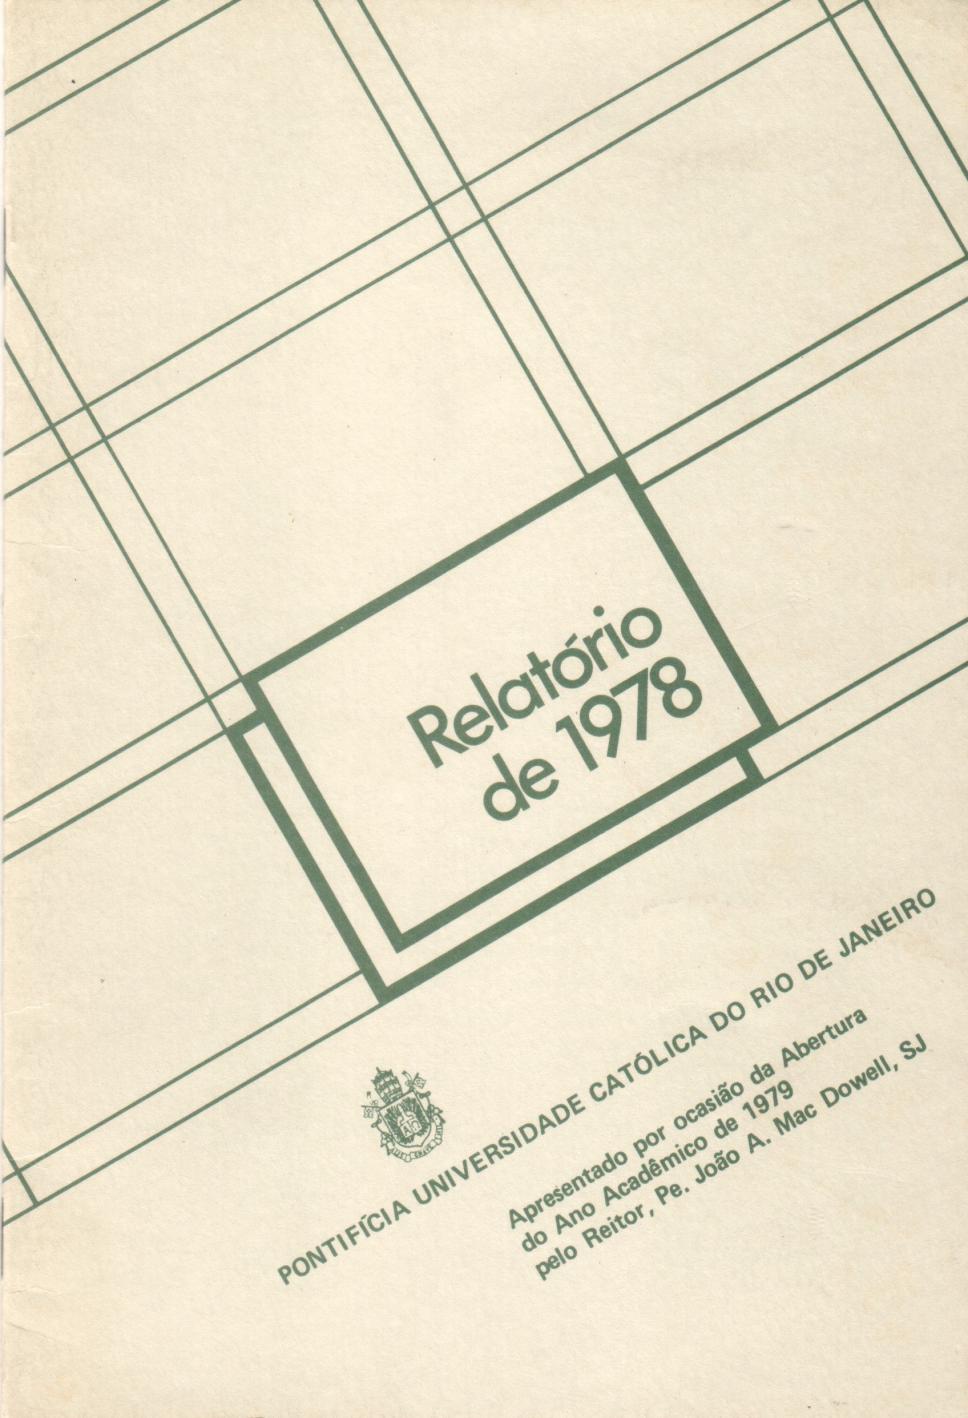 Relatório
de 1978
PONTIFÍCIA UNIVERSIDADE CATÓLICA DO RIO DE JANEIRO
Apresentado por ocasião da Abertura
do Ano Acadêmico de 1979
pelo Reitor, Pe. João A. Mac Dowell, SJ